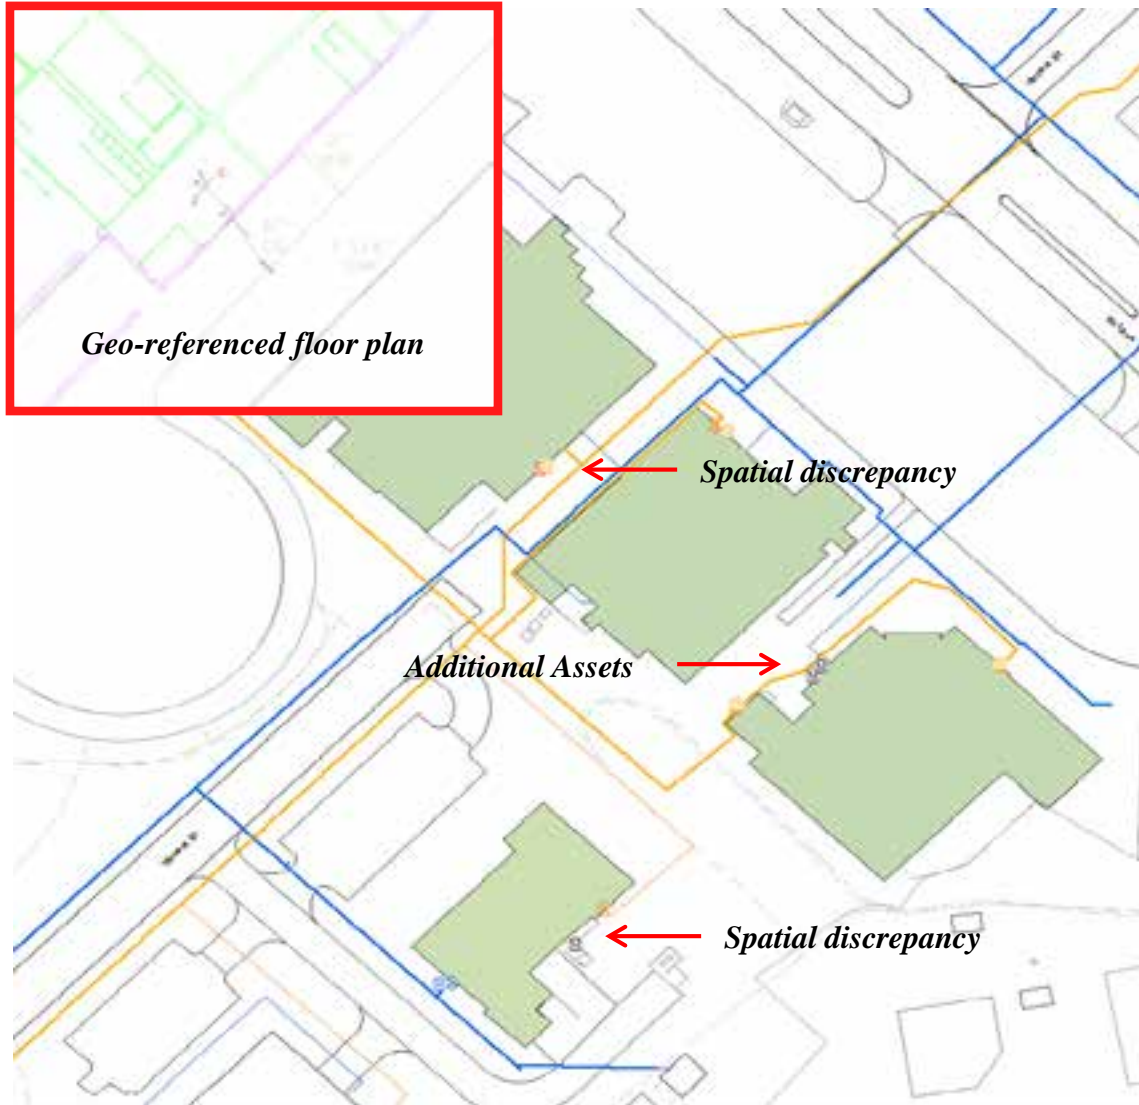 Geo-referenced floor plan
Spatial discrepancy
Additional Assets
Spatial discrepancy